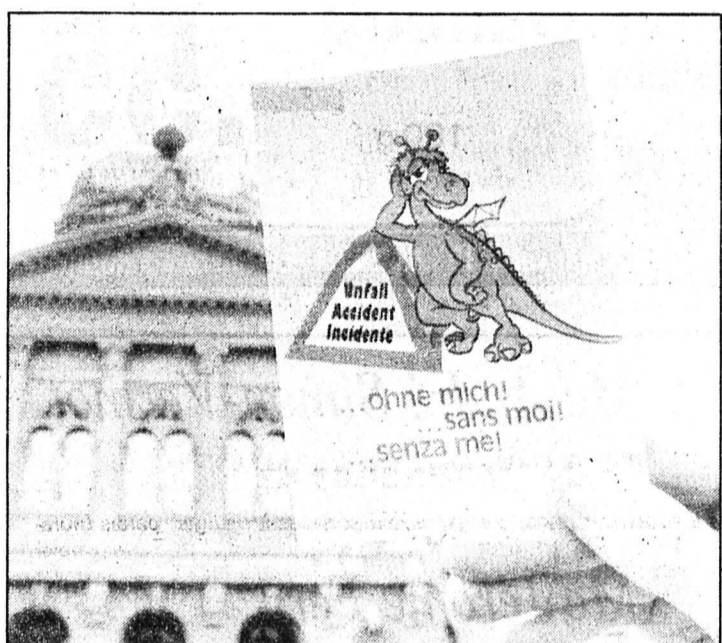 Unfall
Accident
Incidente
...ohne mich!
...sans moi!
...senza me!